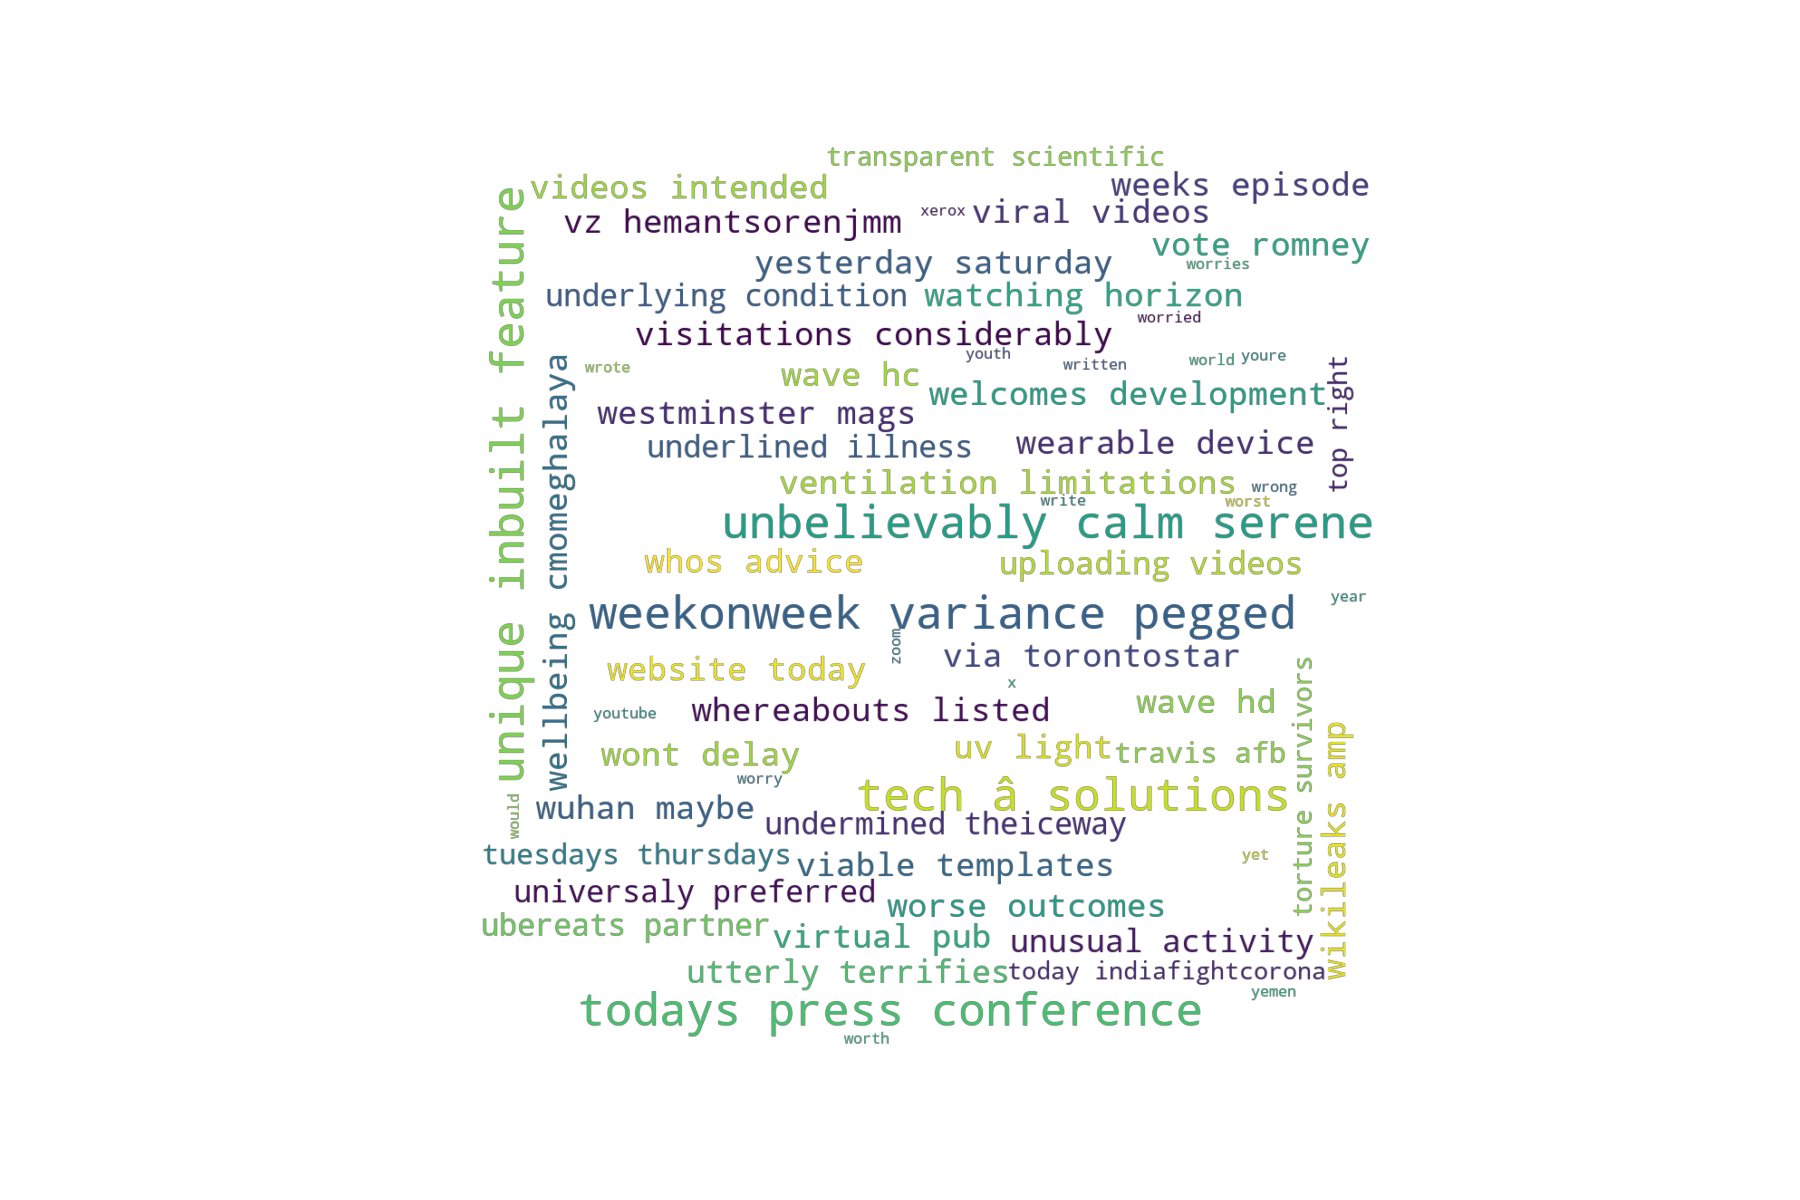 transparent scientific
videos intended
weeks episode
vz hemantsorenjmm
xerox
viral videos
vote romney
yesterday saturday
worries
underlying condition
watching horizon
worried
visitations considerably
youth
written
world
youre
wrote
wave hc
welcomes development
top right
westminster mags
underlined illness
wearable device
unique inbuilt feature
wellbeing cmomeghalaya
ventilation limitations
wrong
write
worst
unbelievably calm serene
whos advice
uploading videos
year
weekonweek variance pegged
zoom
via torontostar
website today
x
wave hd
torture survivors
youtube
whereabouts listed
wont delay
uv light
travis afb
worry
wikileaks amp
tech â solutions
would
wuhan maybe
undermined theiceway
tuesdays thursdays
viable templates
yet
universaly preferred
worse outcomes
ubereats partner
virtual pub
unusual activity
utterly terrifies
today indiafightcorona
yemen
todays press conference
worth